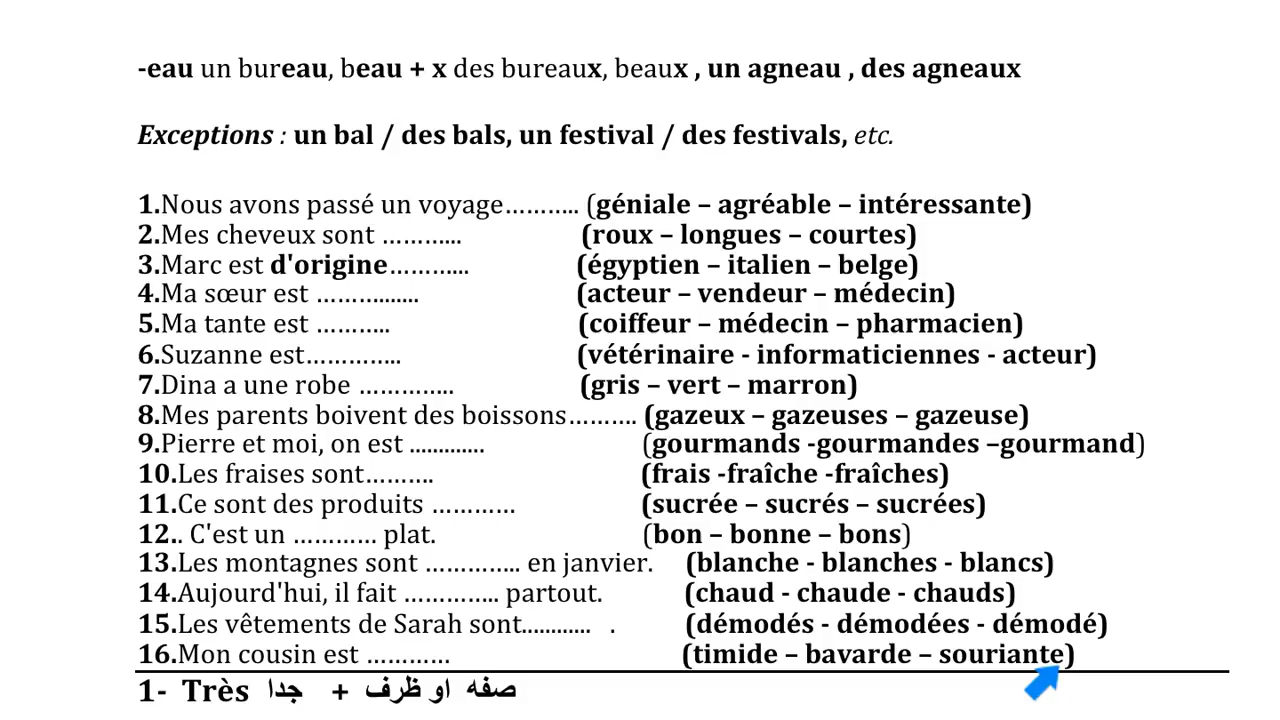 -eau un bureau, beau + x des bureaux, beaux , un agneau , des agneaux
Exceptions : un bal / des bals, un festival / des festivals, etc.
1.Nous avons passé un voyage……….. (géniale – agréable – intéressante)
2.Mes cheveux sont ………... (roux – longues – courtes)
3.Marc est d'origine………... (égyptien – italien – belge)
4.Ma sœur est ………....... (acteur – vendeur – médecin)
5.Ma tante est ……….. (coiffeur – médecin – pharmacien)
6.Suzanne est………….. (vétérinaire - informaticiennes - acteur)
7.Dina a une robe ………….. (gris – vert – marron)
8.Mes parents boivent des boissons………. (gazeux – gazeuses – gazeuse)
9.Pierre et moi, on est ............. (gourmands -gourmandes –gourmand)
10.Les fraises sont………. (frais -fraîche -fraîches)
11.Ce sont des produits ………… (sucrée – sucrés – sucrées)
12.. C'est un ………… plat. (bon – bonne – bons)
13.Les montagnes sont ………….. en janvier. (blanche - blanches - blancs)
14.Aujourd'hui, il fait ………….. partout. (chaud - chaude - chauds)
15.Les vêtements de Sarah sont............ . (démodés - démodées - démodé)
16.Mon cousin est ………… (timide – bavarde – souriante)
1- Très جدا + صفه او ظرف